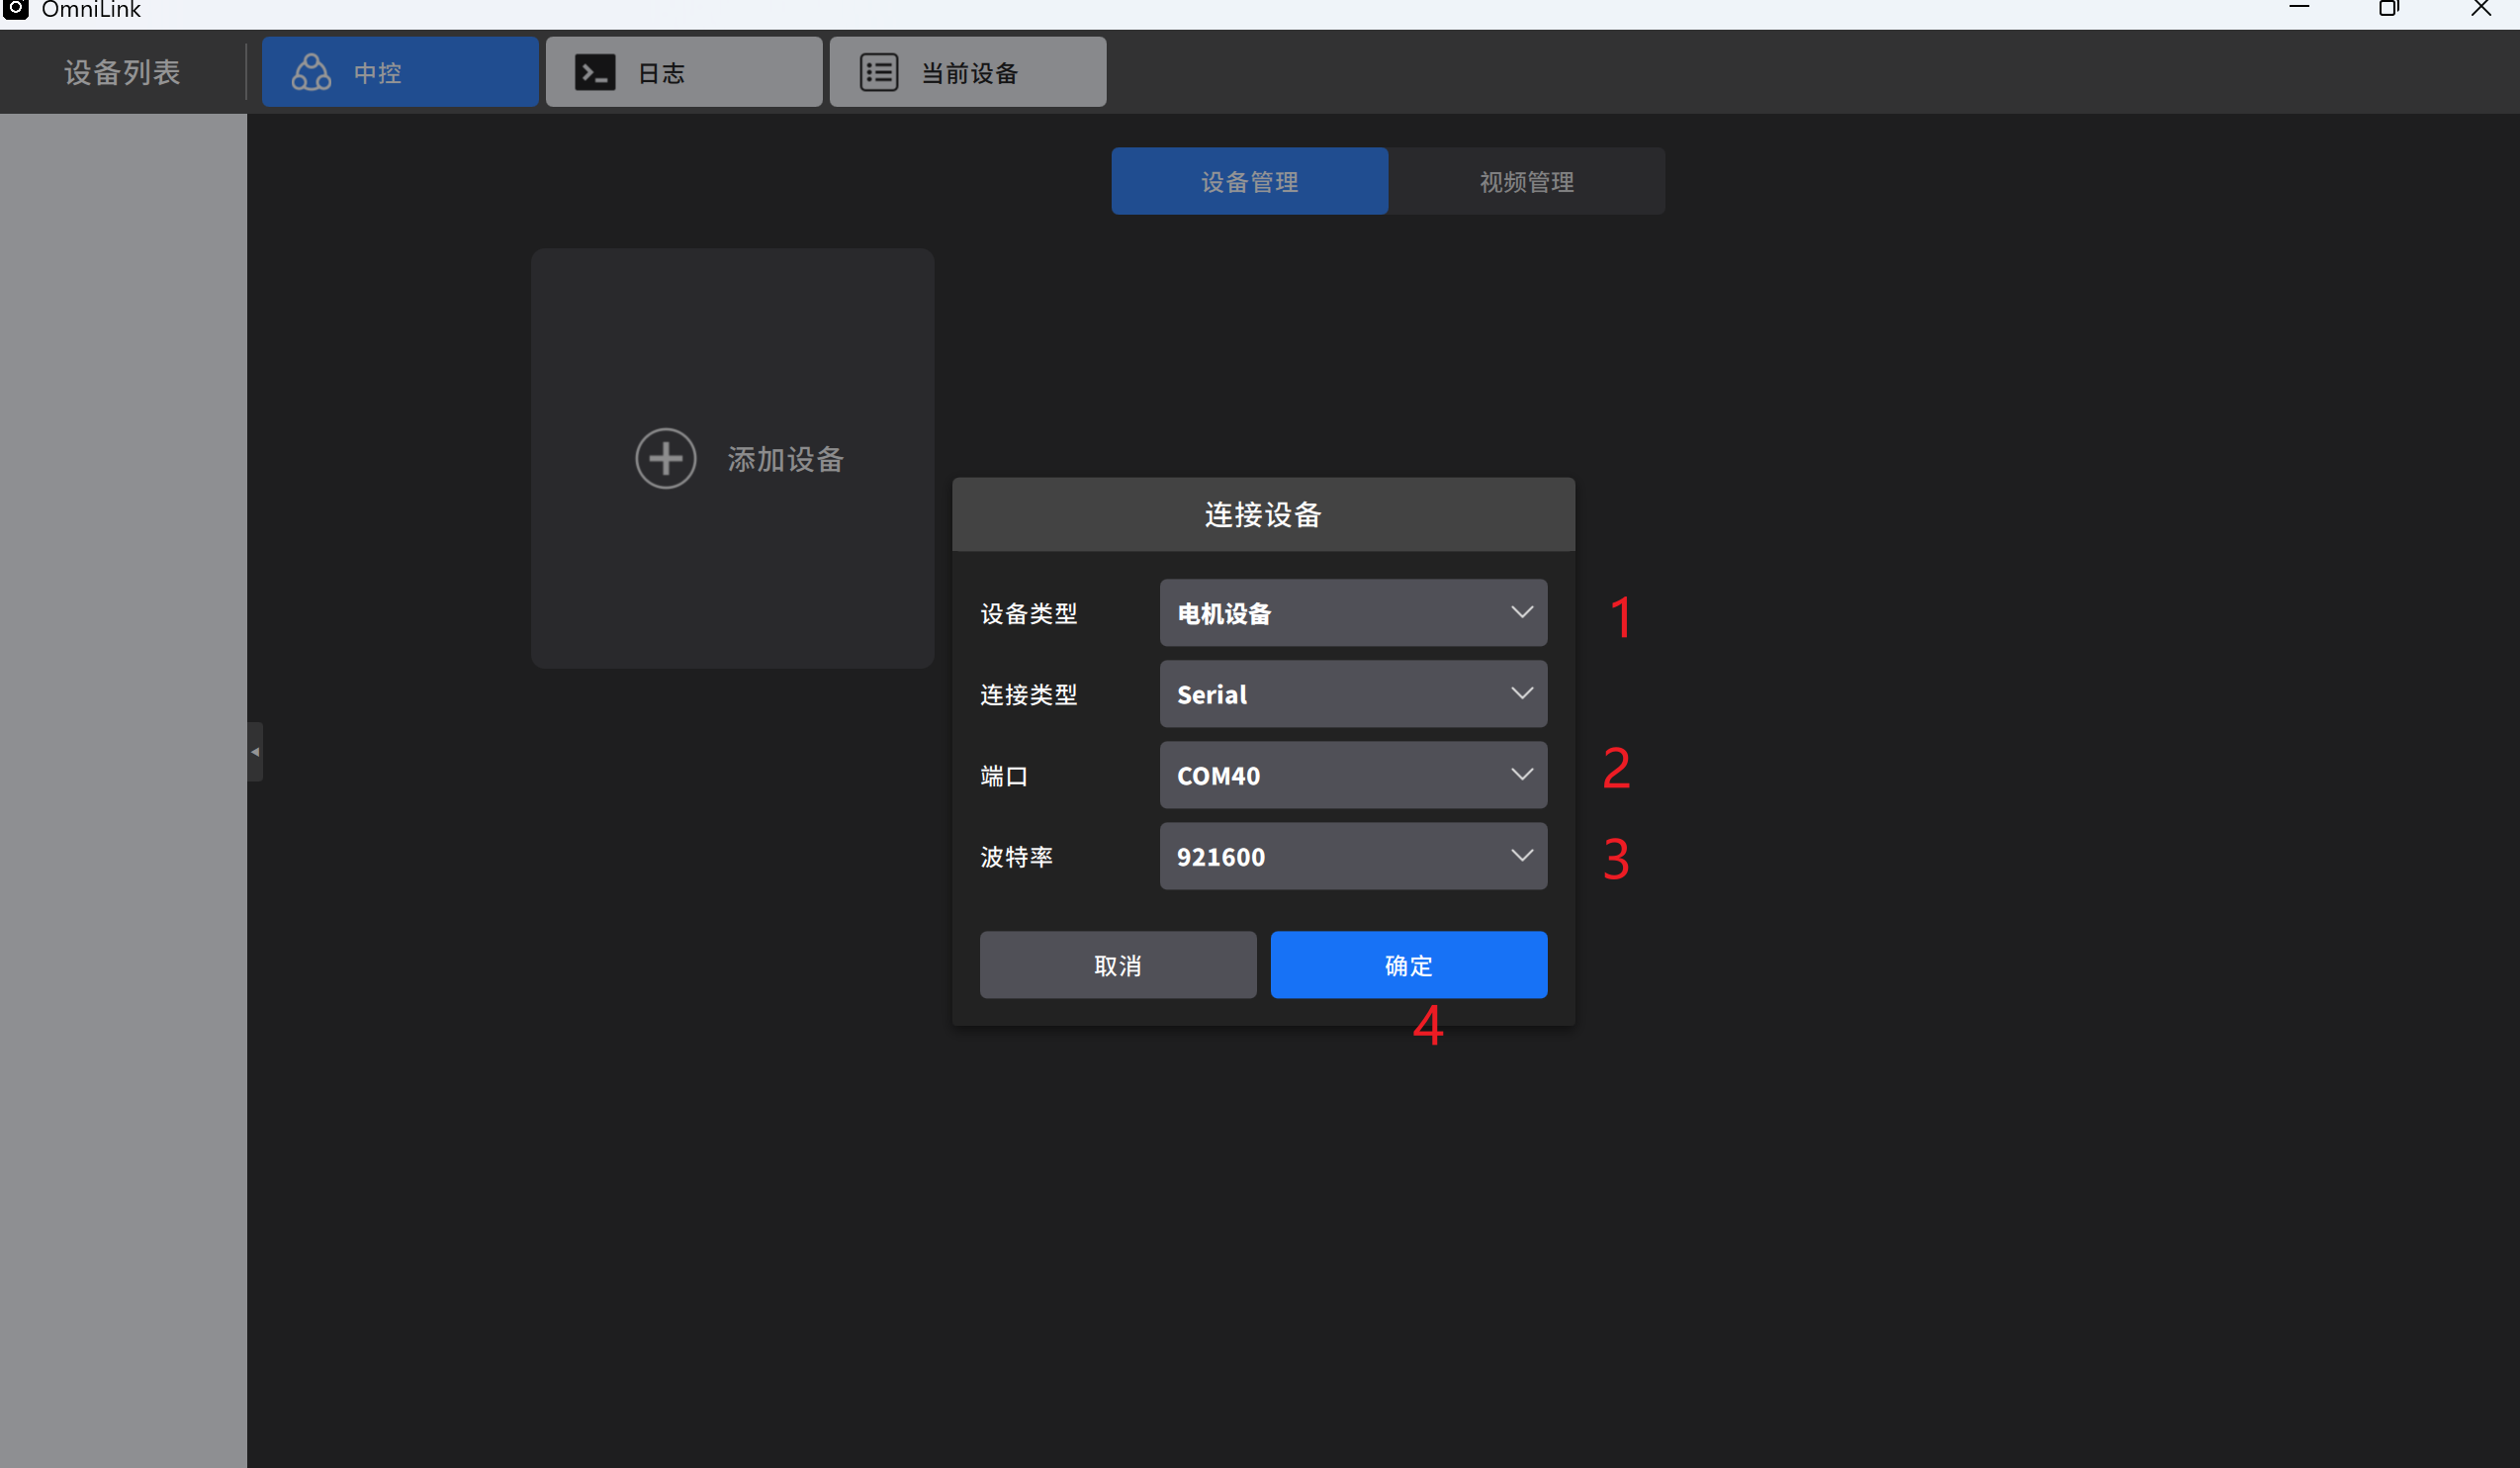 OmniLink
设备列表
中控
日志
当前设备
设备管理
视频管理
添加设备
连接设备
设备类型
电机设备
1
连接类型
Serial
端口
COM40
2
波特率
921600
3
取消
确定
4